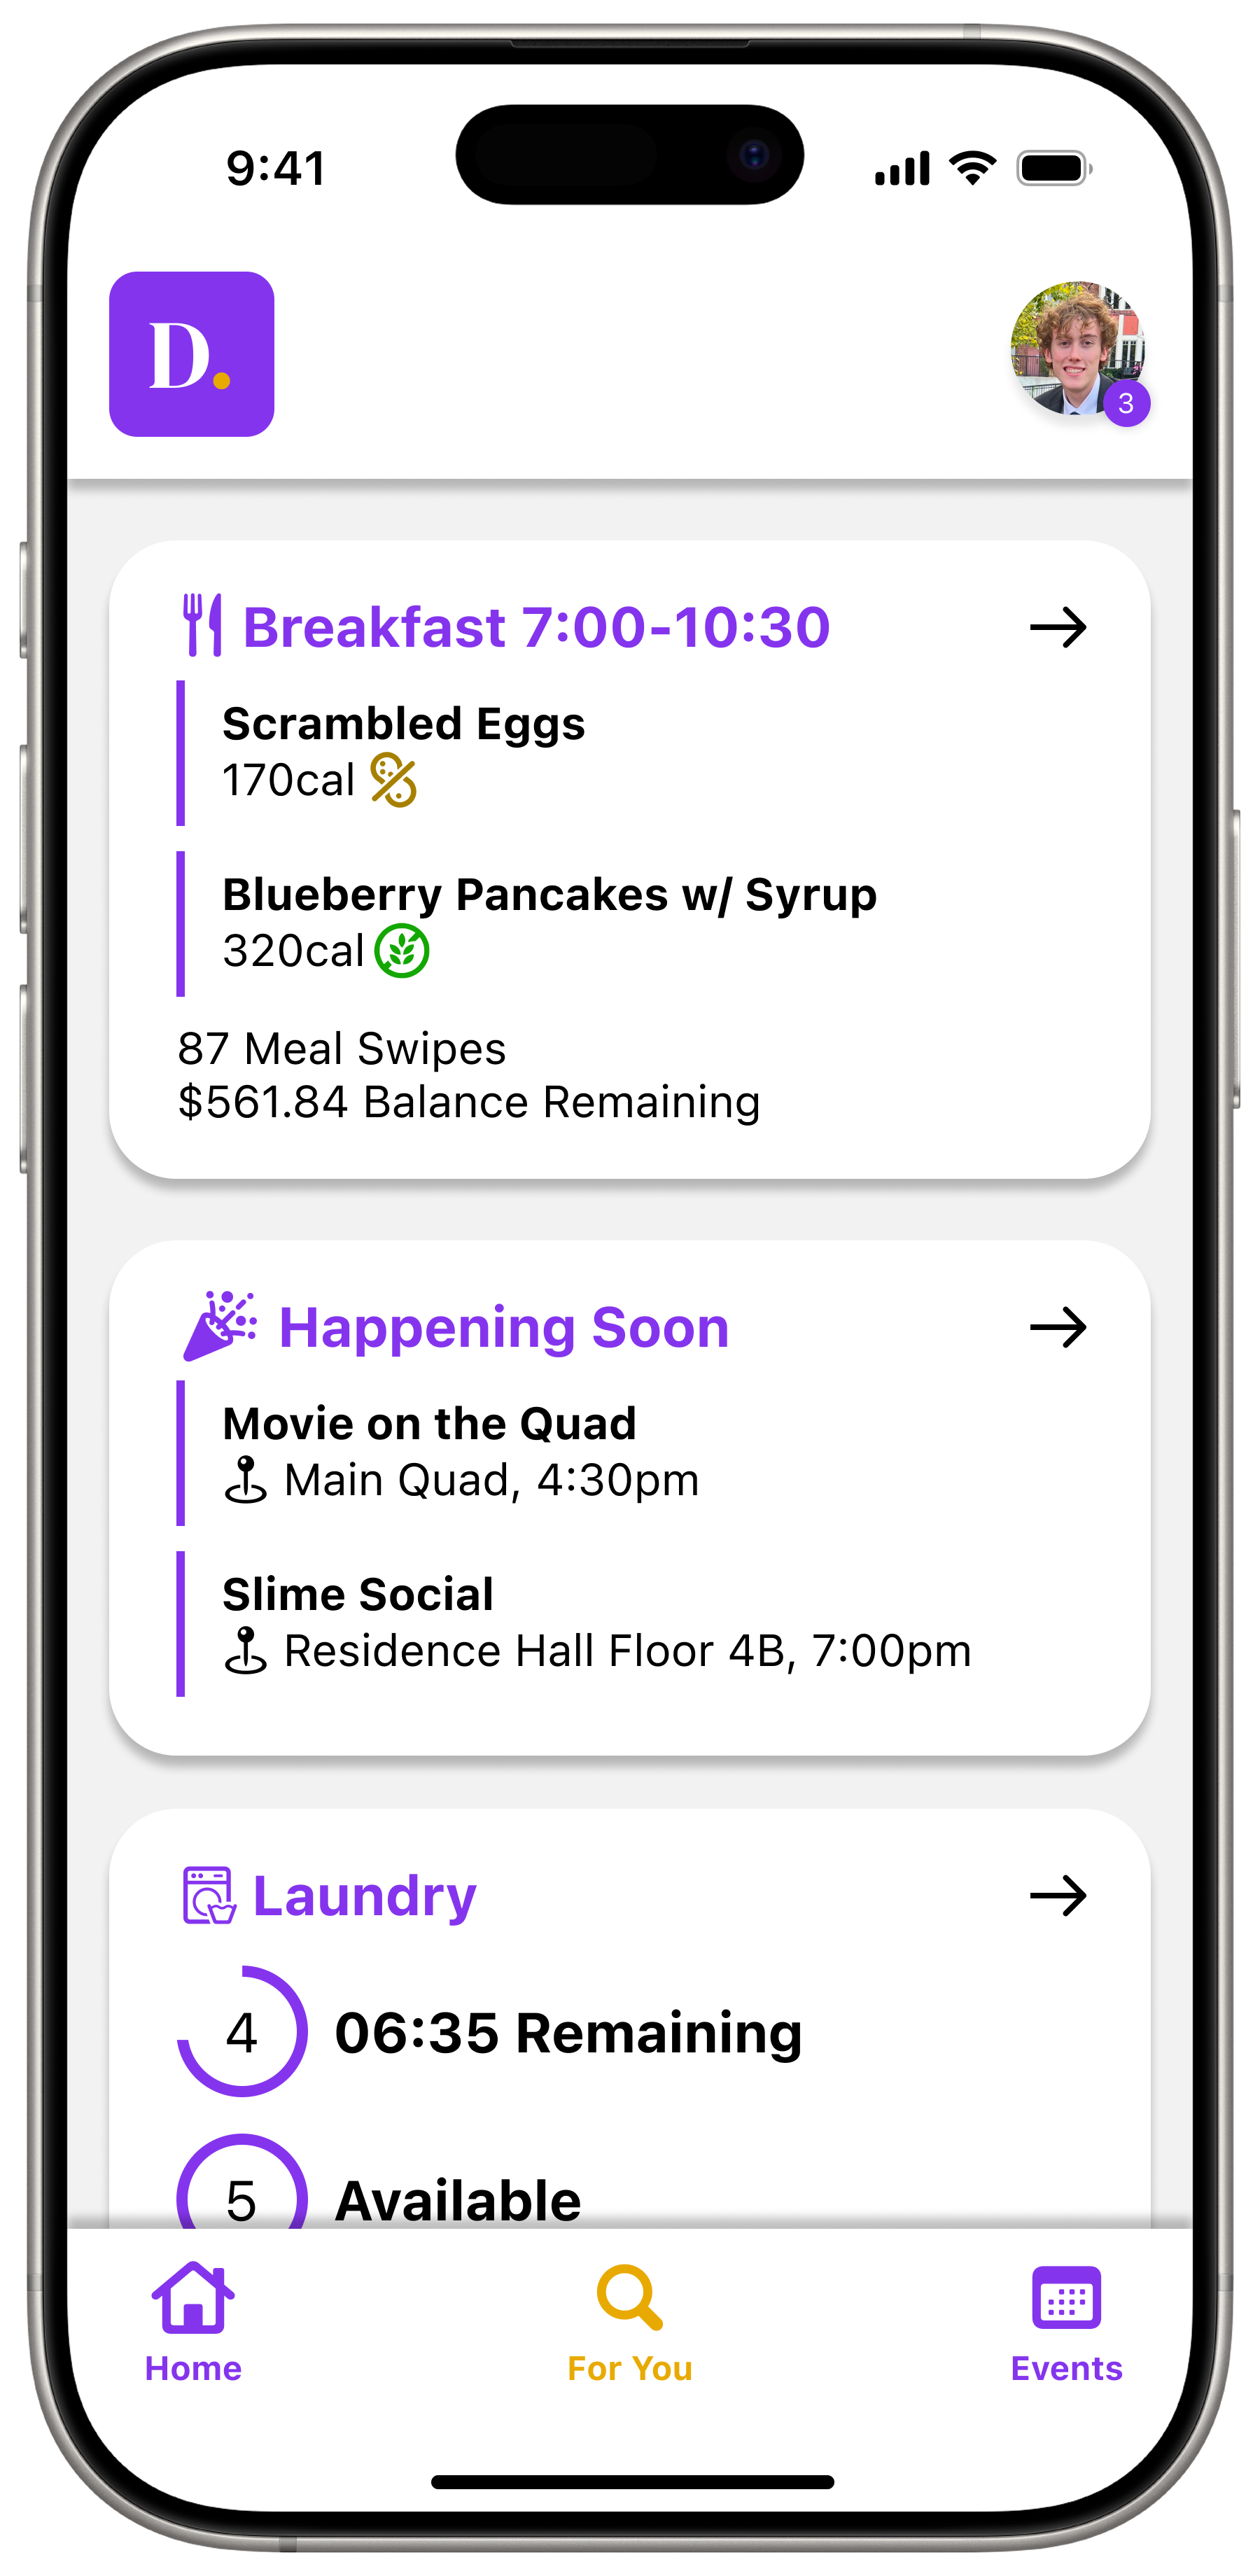 9:41
D.
3
Breakfast 7:00-10:30
Scrambled Eggs
170cal
Blueberry Pancakes w/ Syrup
320cal
87 Meal Swipes
$561.84 Balance Remaining
Happening Soon
Movie on the Quad
Main Quad, 4:30pm
Slime Social
Residence Hall Floor 4B, 7:00pm
Laundry
4 06:35 Remaining
5 Available
Home For You Events